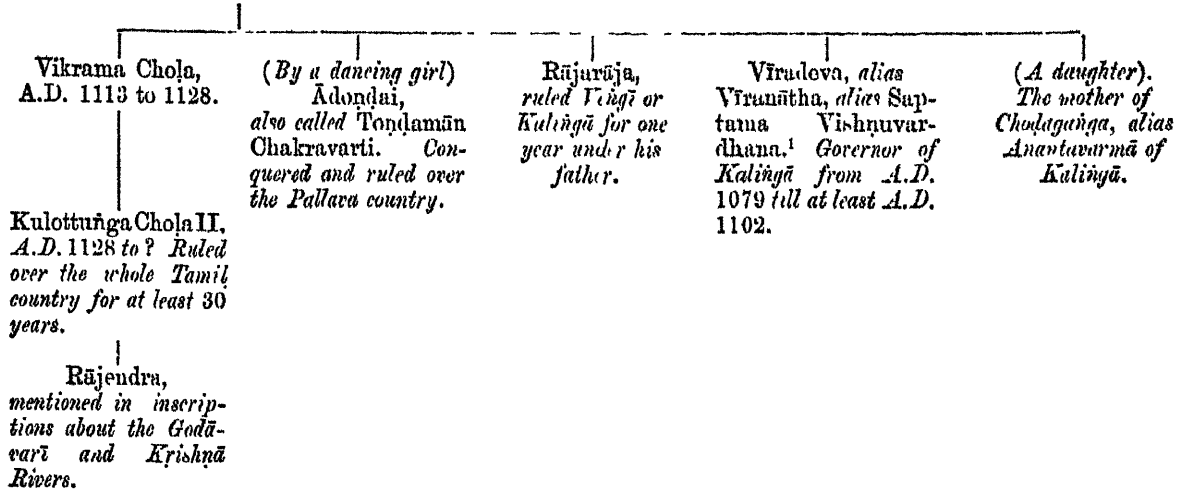 Vikrama Choḷa,
A.D. 1113 to 1128.
(By a dancing girl)
Ādoṇḍai,
also called Toṇḍamān
Chakravarti. Con-
quered and ruled over
the Pallava country.
Rājarāja,
ruled Veṅgī or
Kaliṅgā for one
year under his
father.
Vīradeva, alias
Vīranātha, alias Sap-
tama Vishṇuvar-
dhana.¹ Governor of
Kaliṅgā from A.D.
1079 till at least A.D.
1102.
(A daughter).
The mother of
Choḍagaṅga, alias
Anantavarmā of
Kaliṅgā.
Kulottuṅga Choḷa II,
A.D. 1128 to ? Ruled
over the whole Tamiḷ
country for at least 30
years.
Rājendra,
mentioned in inscrip-
tions about the Godā-
varī and Kṛishṇā
Rivers.